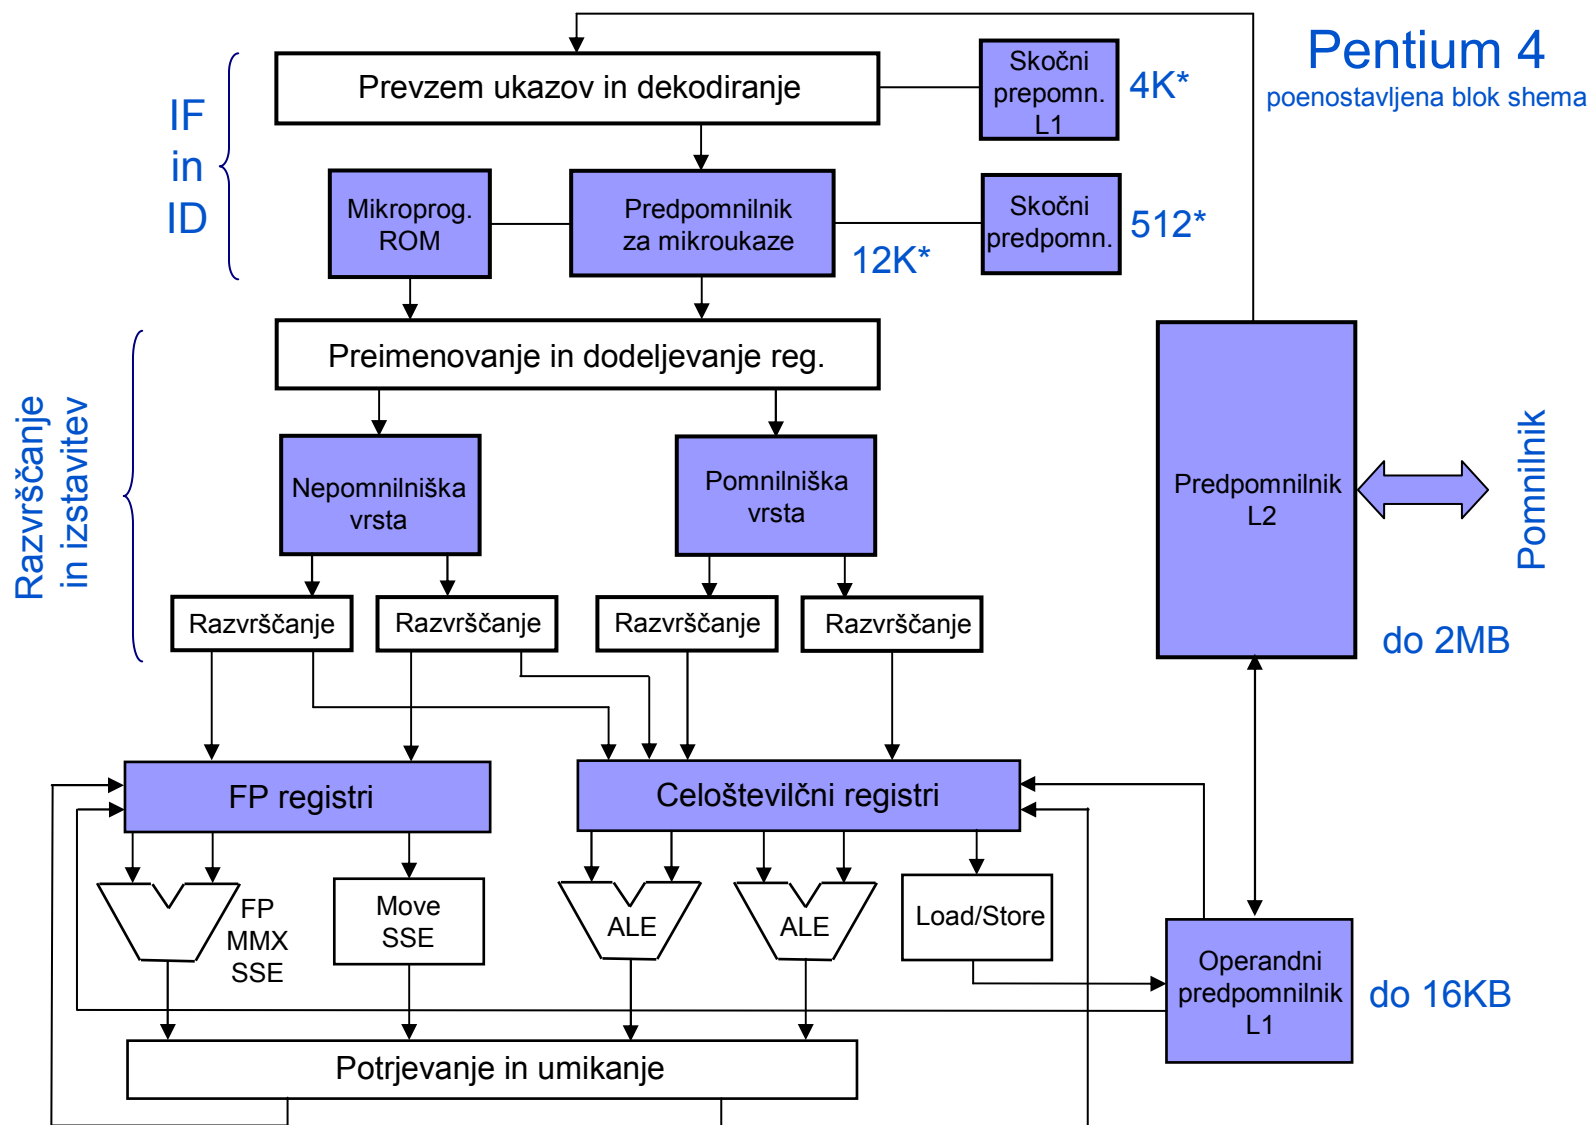 Pentium 4
poenostavljena blok shema
Prevzem ukazov in dekodiranje
Skočni
prepomn.
L1
4K*
IF
in
ID
Mikroprog.
ROM
Predpomnilnik
za mikroukaze
12K*
Skočni
predpomn.
512*
Preimenovanje in dodeljevanje reg.
Razvrščanje
in izstavitev
Nepomnilniška
vrsta
Pomnilniška
vrsta
Predpomnilnik
L2
Pomnilnik
do 2MB
Razvrščanje
Razvrščanje
Razvrščanje
Razvrščanje
FP registri
Celoštevilčni registri
FP
MMX
SSE
Move
SSE
ALE
ALE
Load/Store
Operandni
predpomnilnik
L1
do 16KB
Potrjevanje in umikanje